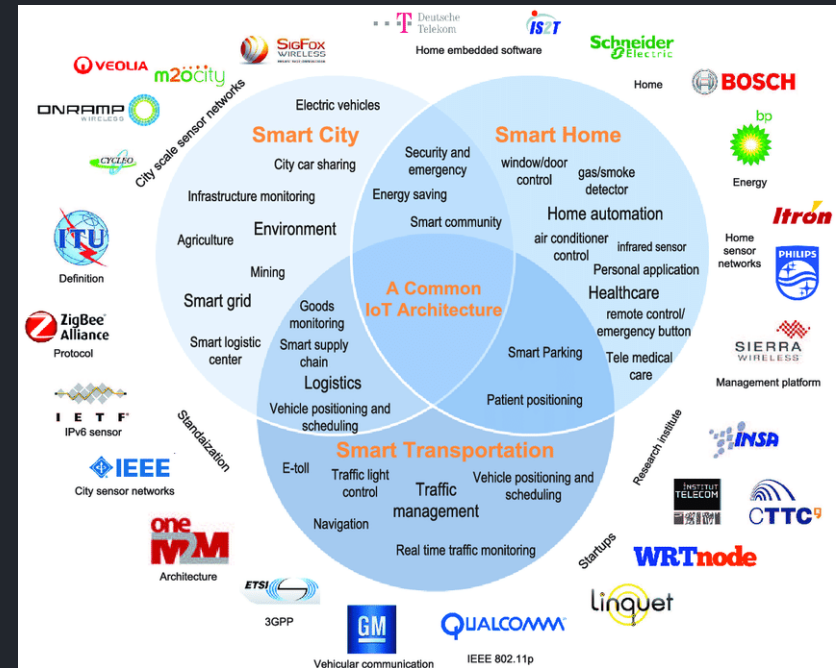 Deutsche
Telekom
T
IS2T
Home embedded software
SIGFOX
WIRELESS
Schneider
Electric
VEOLIA
m2ocity
Home
BOSCH
ONRAMP
WIRELESS
City scale sensor networks
CYCLEO
bp
Energy
Itron
Home
sensor
networks
PHILIPS
SIERRA
WIRELESS
Management platform
ITU
Definition
ZigBee
Alliance
Protocol
IETF
IPv6 sensor
IEEE
City sensor networks
Standaization
one
M2M
Architecture
ETSI
3GPP
GM
Vehicular communication
QUALCOMM
IEEE 802.11p
Linquet
Startups
WRTnode
Research institute
INSA
INSTITUT
TELECOM
CTTC
Smart City
Electric vehicles
City car sharing
Infrastructure monitoring
Environment
Agriculture
Mining
Smart grid
Smart logistic
center
Security and
emergency
Energy saving
Smart community
Smart Home
window/door
control
gas/smoke
detector
Home automation
air conditioner
control
infrared sensor
Personal application
Healthcare
remote control/
emergency button
Tele medical
care
A Common
IoT Architecture
Goods
monitoring
Smart supply
chain
Logistics
Vehicle positioning and
scheduling
Smart Parking
Patient positioning
Smart Transportation
E-toll
Traffic light
control
Traffic
management
Vehicle positioning and
scheduling
Navigation
Real time traffic monitoring